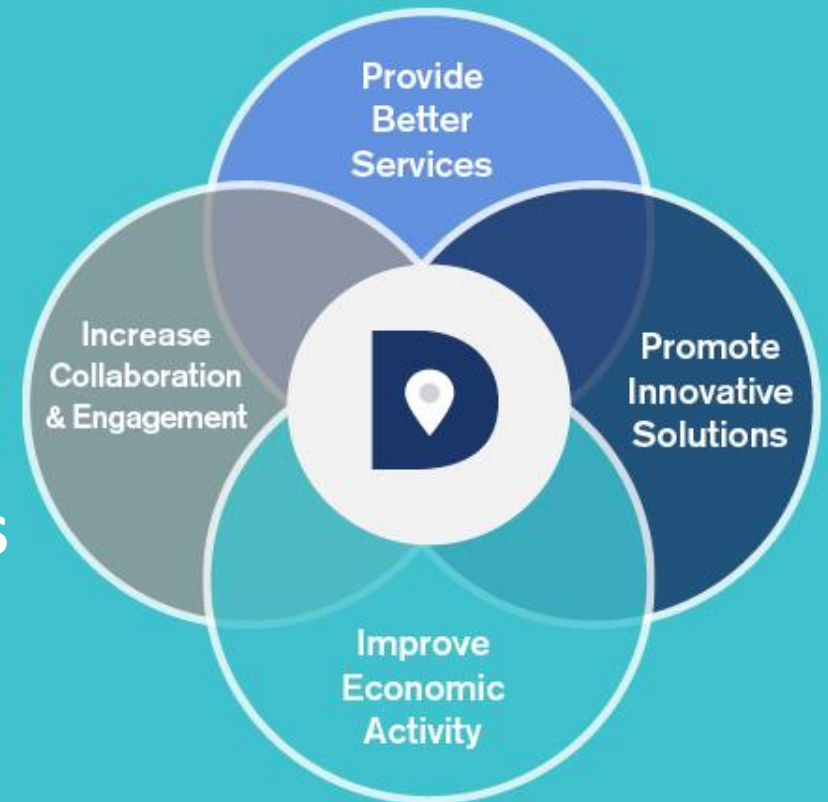 Provide
Better
Services
Increase
Collaboration
& Engagement
D
Promote
Innovative
Solutions
s
Improve
Economic
Activity